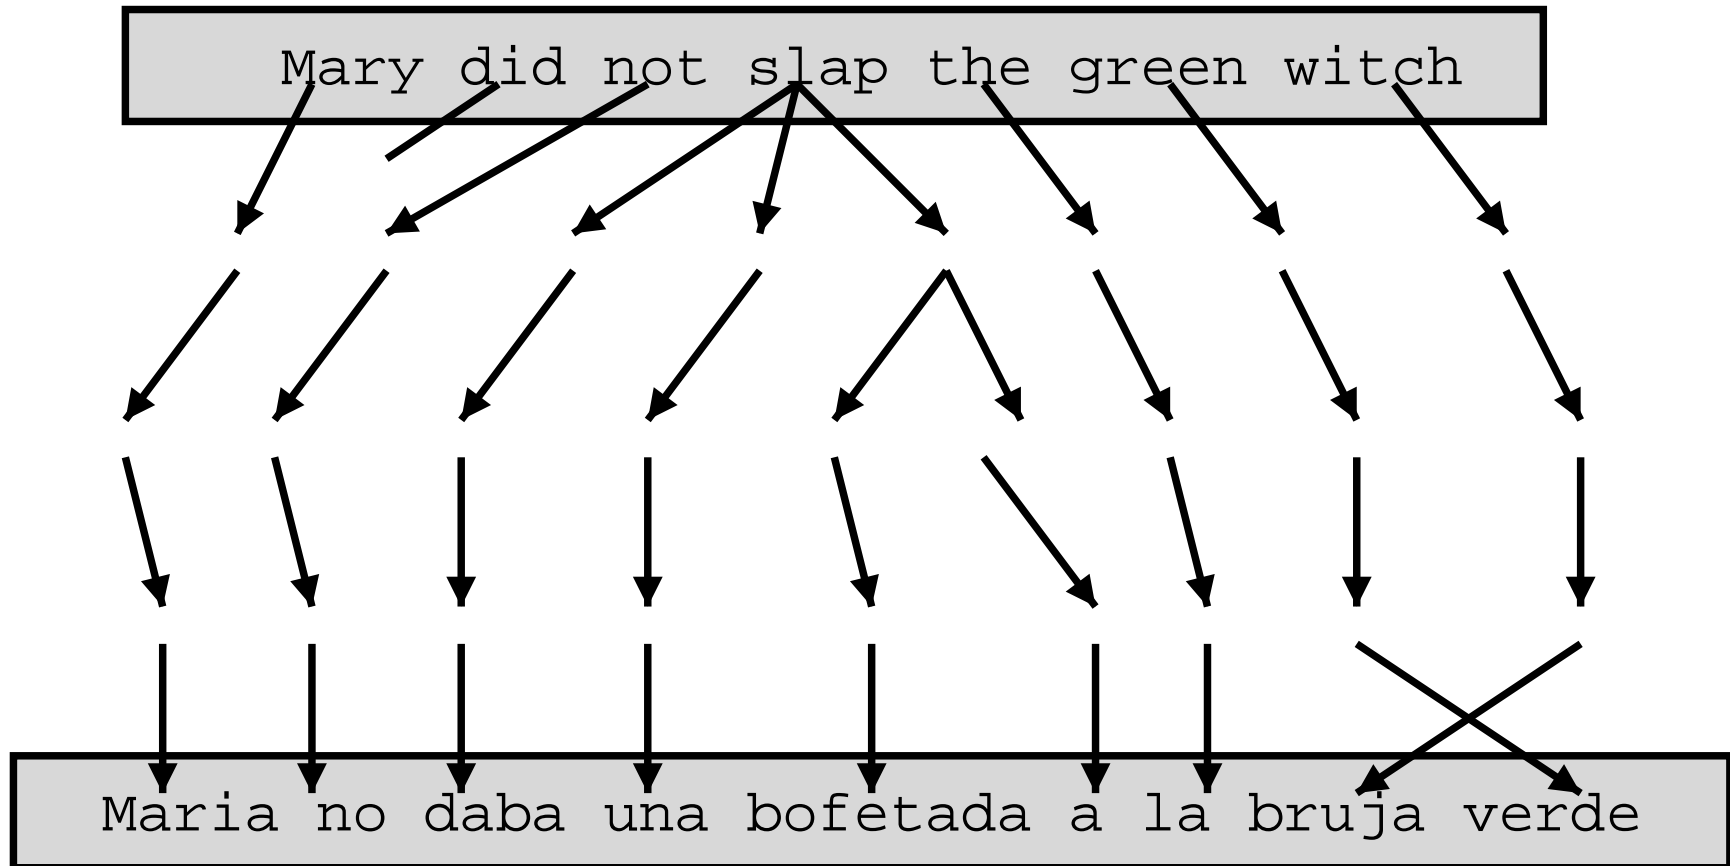 Mary did not slap the green witch
Maria no daba una bofetada a la bruja verde